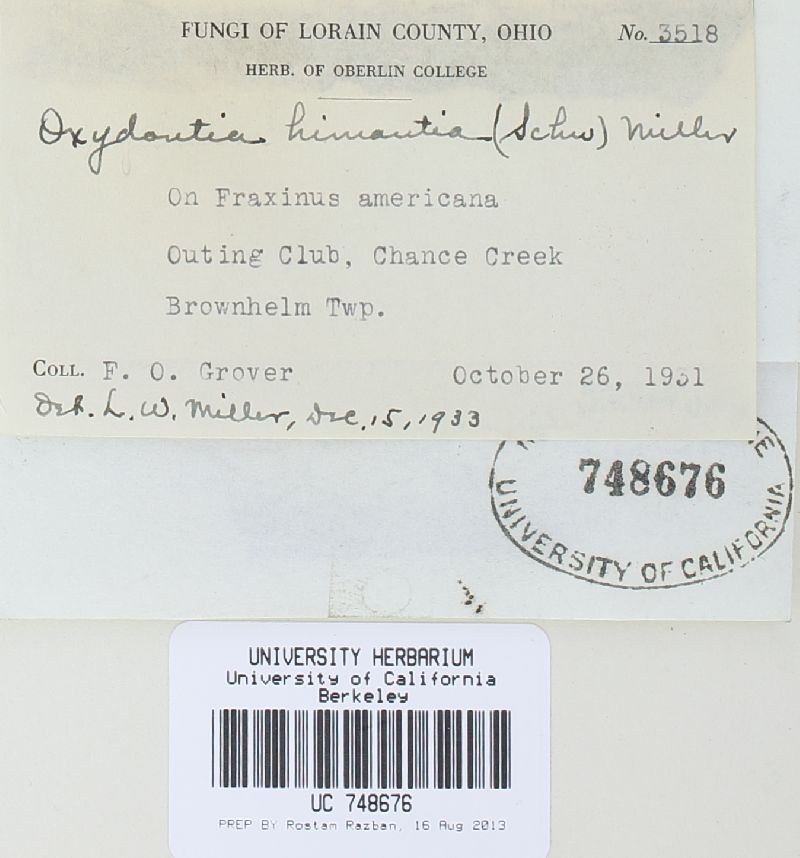 FUNGI OF LORAIN COUNTY, OHIO No. 3518
HERB. OF OBERLIN COLLEGE
Oxydontia himantia (Schw) Miller
On Fraxinus americana
Outing Club, Chance Creek
Brownhelm Twp.
COLL. F. O. Grover October 26, 1931
Det. L. W. Miller, Dec. 15, 1933
748676
UNIVERSITY OF CALIFORNIA
UNIVERSITY HERBARIUM
University of California
Berkeley
UC 748676
PREP BY Rostam Razban, 16 Aug 2013